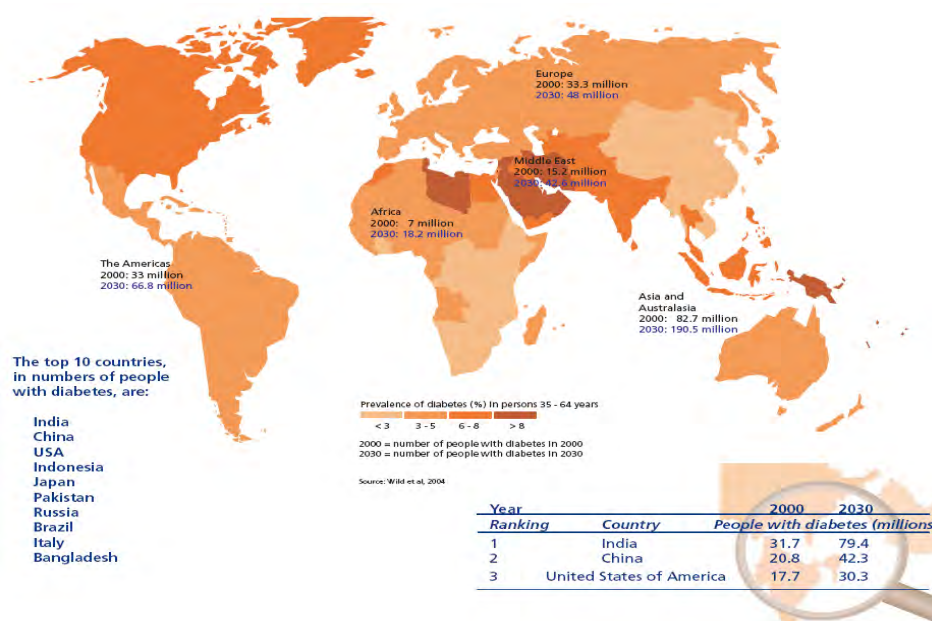 Europe
2000: 33.3 million
2030: 48 million
Middle East
2000: 15.2 million
2030: 42.6 million
Africa
2000: 7 million
2030: 18.2 million
The Americas
2000: 33 million
2030: 66.8 million
Asia and
Australasia
2000: 82.7 million
2030: 190.5 million
The top 10 countries,
in numbers of people
with diabetes, are:
India
China
USA
Indonesia
Japan
Pakistan
Russia
Brazil
Italy
Bangladesh
Prevalence of diabetes (%) in persons 35 - 64 years
< 3 3 - 5 6 - 8 > 8
2000 = number of people with diabetes in 2000
2030 = number of people with diabetes in 2030
Source: Wild et al, 2004
Year 2000 2030
Ranking Country People with diabetes (millions
1 India 31.7 79.4
2 China 20.8 42.3
3 United States of America 17.7 30.3